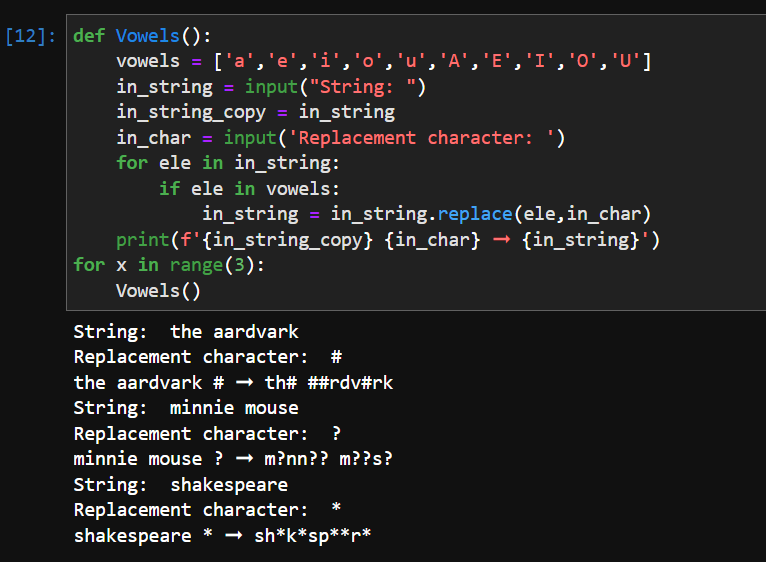 [12]: def Vowels():
    vowels = ['a','e','i','o','u','A','E','I','O','U']
    in_string = input("String: ")
    in_string_copy = in_string
    in_char = input('Replacement character: ')
    for ele in in_string:
        if ele in vowels:
            in_string = in_string.replace(ele,in_char)
    print(f'{in_string_copy} {in_char} → {in_string}')
for x in range(3):
    Vowels()
String:  the aardvark
Replacement character:  #
the aardvark # → th# ##rdv#rk
String:  minnie mouse
Replacement character:  ?
minnie mouse ? → m?nn?? m??s?
String:  shakespeare
Replacement character:  *
shakespeare * → sh*k*sp**r*